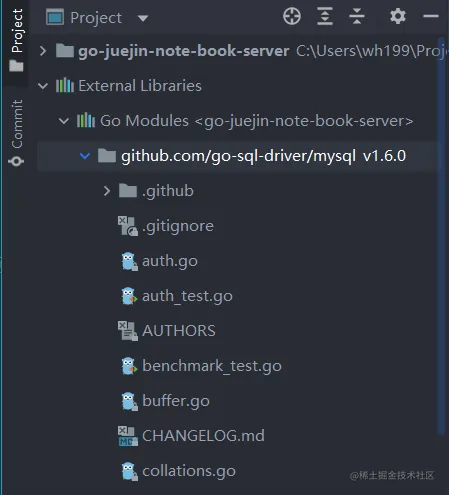 Project
Commit
Project
go-juejin-note-book-server C:\Users\wh199\Proj
External Libraries
Go Modules <go-juejin-note-book-server>
github.com/go-sql-driver/mysql v1.6.0
.github
.gitignore
auth.go
auth_test.go
AUTHORS
benchmark_test.go
buffer.go
CHANGELOG.md
collations.go
@稀土掘金技术社区